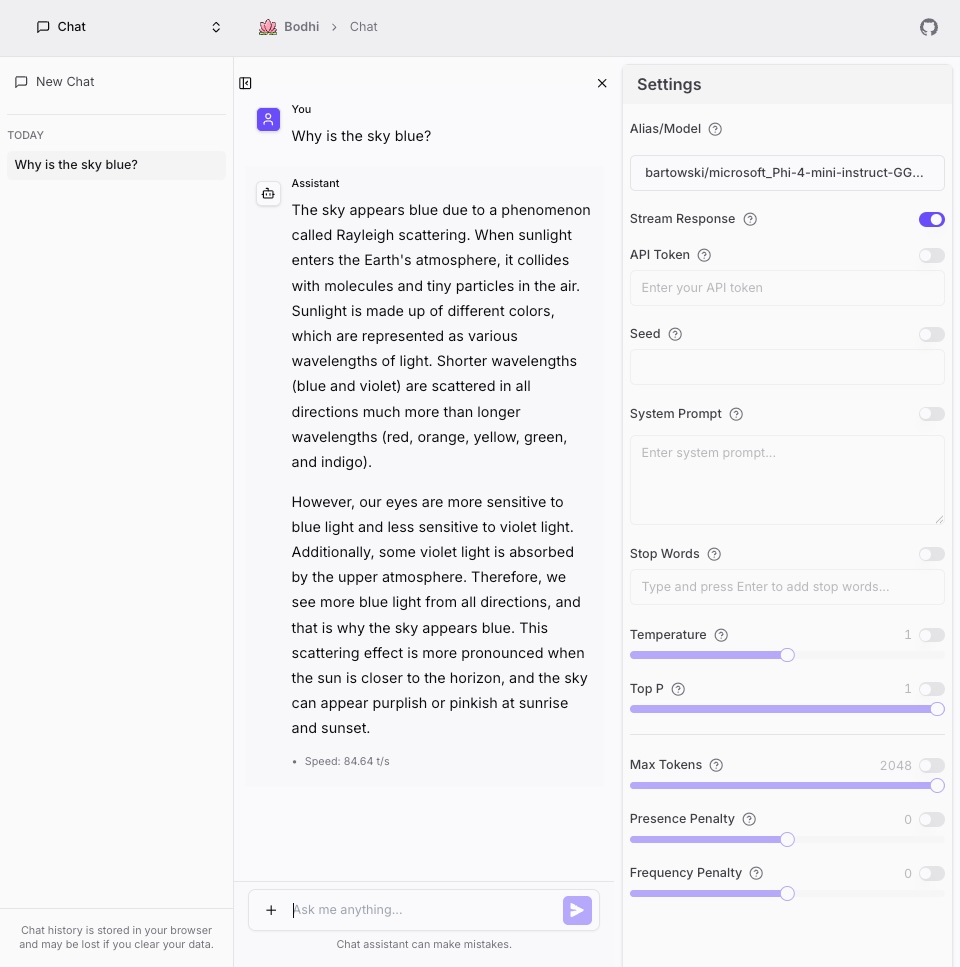 Chat
Bodhi > Chat
New Chat
TODAY
Why is the sky blue?
Chat history is stored in your browser
and may be lost if you clear your data.
You
Why is the sky blue?
Assistant
The sky appears blue due to a phenomenon
called Rayleigh scattering. When sunlight
enters the Earth's atmosphere, it collides
with molecules and tiny particles in the air.
Sunlight is made up of different colors,
which are represented as various
wavelengths of light. Shorter wavelengths
(blue and violet) are scattered in all
directions much more than longer
wavelengths (red, orange, yellow, green,
and indigo).
However, our eyes are more sensitive to
blue light and less sensitive to violet light.
Additionally, some violet light is absorbed
by the upper atmosphere. Therefore, we
see more blue light from all directions, and
that is why the sky appears blue. This
scattering effect is more pronounced when
the sun is closer to the horizon, and the sky
can appear purplish or pinkish at sunrise
and sunset.
• Speed: 84.64 t/s
Ask me anything...
Chat assistant can make mistakes.
Settings
Alias/Model
bartowski/microsoft_Phi-4-mini-instruct-GG...
Stream Response
API Token
Enter your API token
Seed
System Prompt
Enter system prompt...
Stop Words
Type and press Enter to add stop words...
Temperature 1
Top P 1
Max Tokens 2048
Presence Penalty 0
Frequency Penalty 0